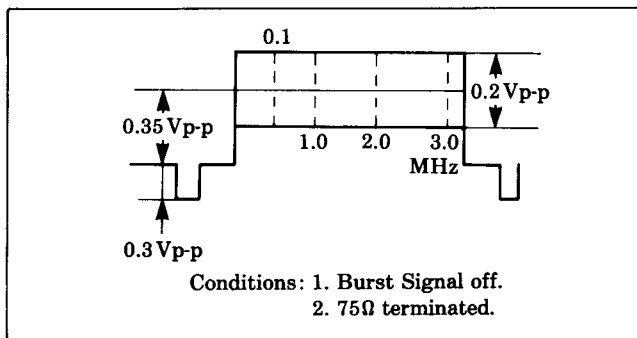 0.1
0.2 Vp-p
0.35 Vp-p
1.0 2.0 3.0
MHz
0.3 Vp-p
Conditions: 1. Burst Signal off.
2. 75Ω terminated.